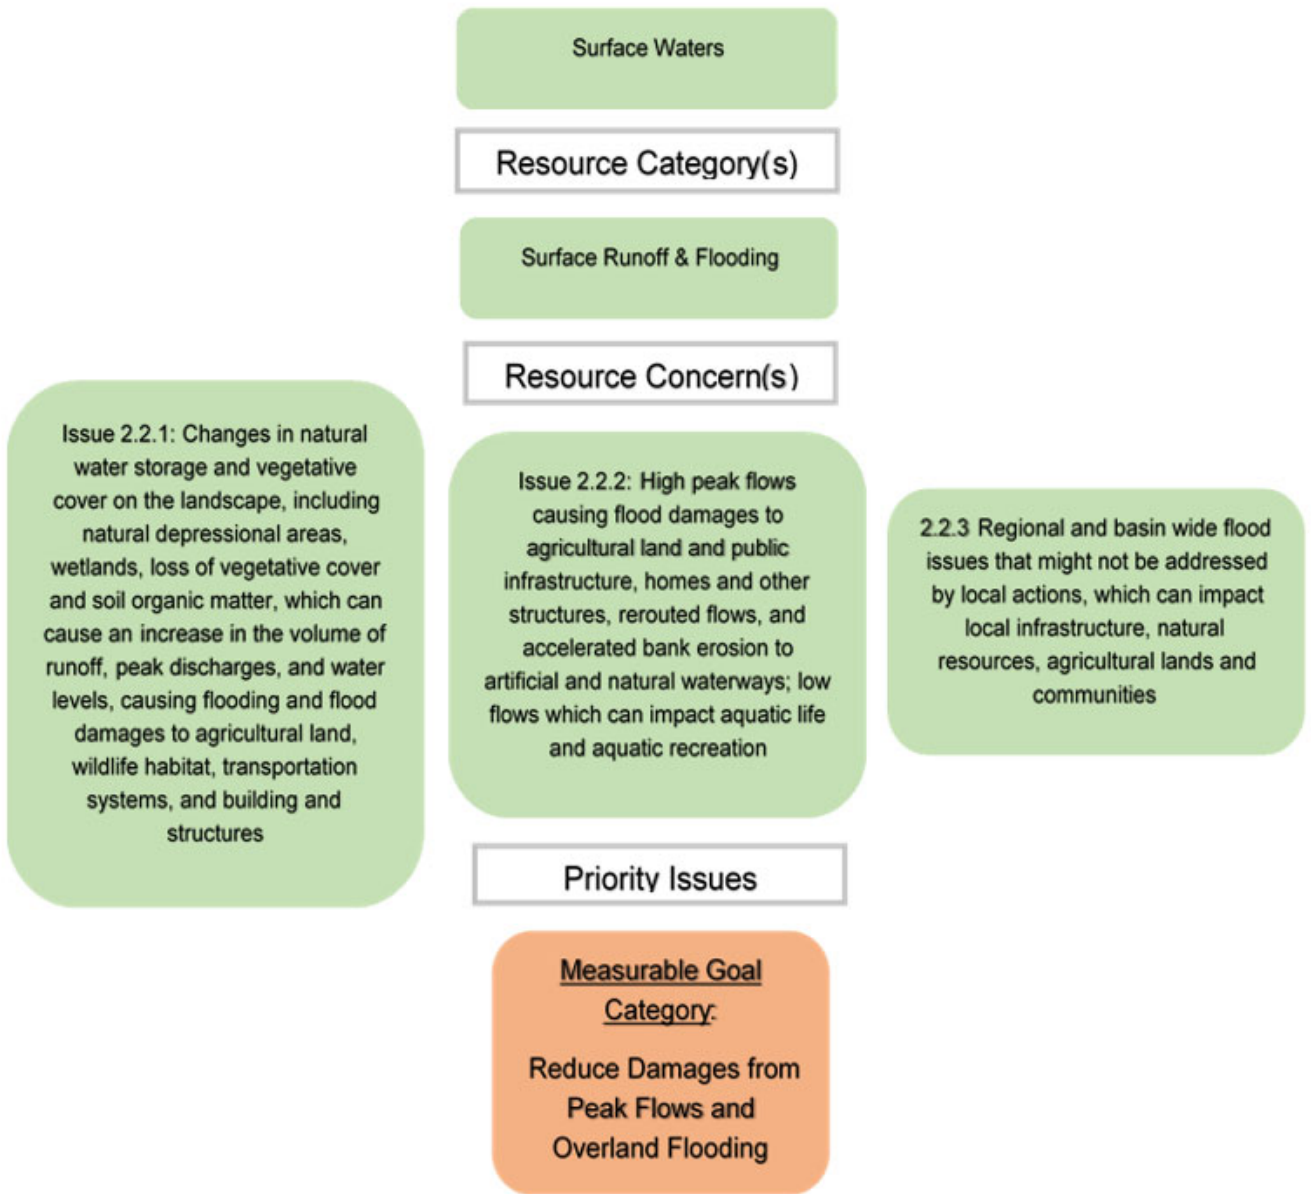 Surface Waters
Resource Category(s)
Surface Runoff & Flooding
Resource Concern(s)
Issue 2.2.1: Changes in natural
water storage and vegetative
cover on the landscape, including
natural depressional areas,
wetlands, loss of vegetative cover
and soil organic matter, which can
cause an increase in the volume of
runoff, peak discharges, and water
levels, causing flooding and flood
damages to agricultural land,
wildlife habitat, transportation
systems, and building and
structures
Issue 2.2.2: High peak flows
causing flood damages to
agricultural land and public
infrastructure, homes and other
structures, rerouted flows, and
accelerated bank erosion to
artificial and natural waterways; low
flows which can impact aquatic life
and aquatic recreation
2.2.3 Regional and basin wide flood
issues that might not be addressed
by local actions, which can impact
local infrastructure, natural
resources, agricultural lands and
communities
Priority Issues
Measurable Goal
Category:
Reduce Damages from
Peak Flows and
Overland Flooding